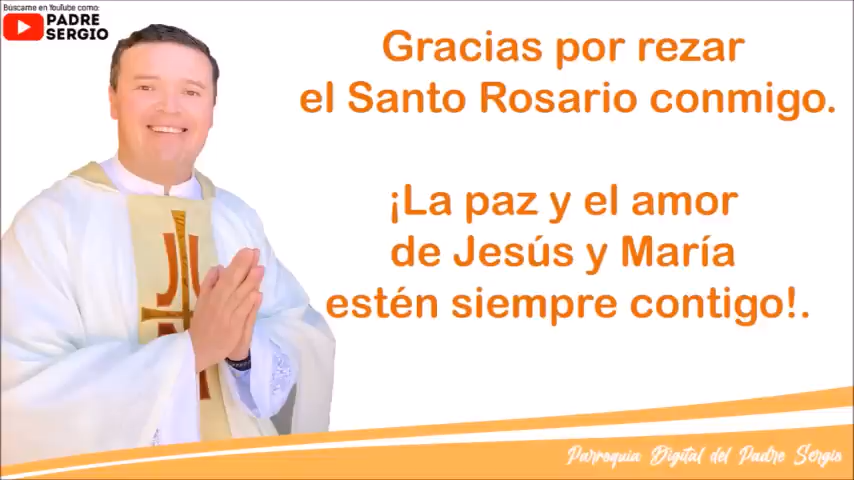 Búscame en YouTube como:
PADRE
SERGIO
Gracias por rezar
el Santo Rosario conmigo.
¡La paz y el amor
de Jesús y María
estén siempre contigo!.
Parroquia Digital del Padre Sergio